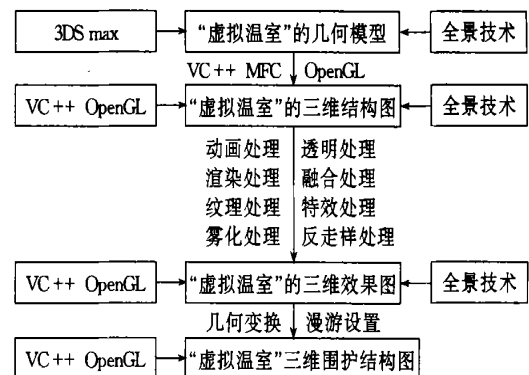 3DS max “虚拟温室”的几何模型 全景技术
VC++ MFC OpenGL
VC++ OpenGL “虚拟温室”的三维结构图 全景技术
动画处理 透明处理
渲染处理 融合处理
纹理处理 特效处理
雾化处理 反走样处理
VC++ OpenGL “虚拟温室”的三维效果图 全景技术
几何变换 漫游设置
VC++ OpenGL “虚拟温室”三维围护结构图